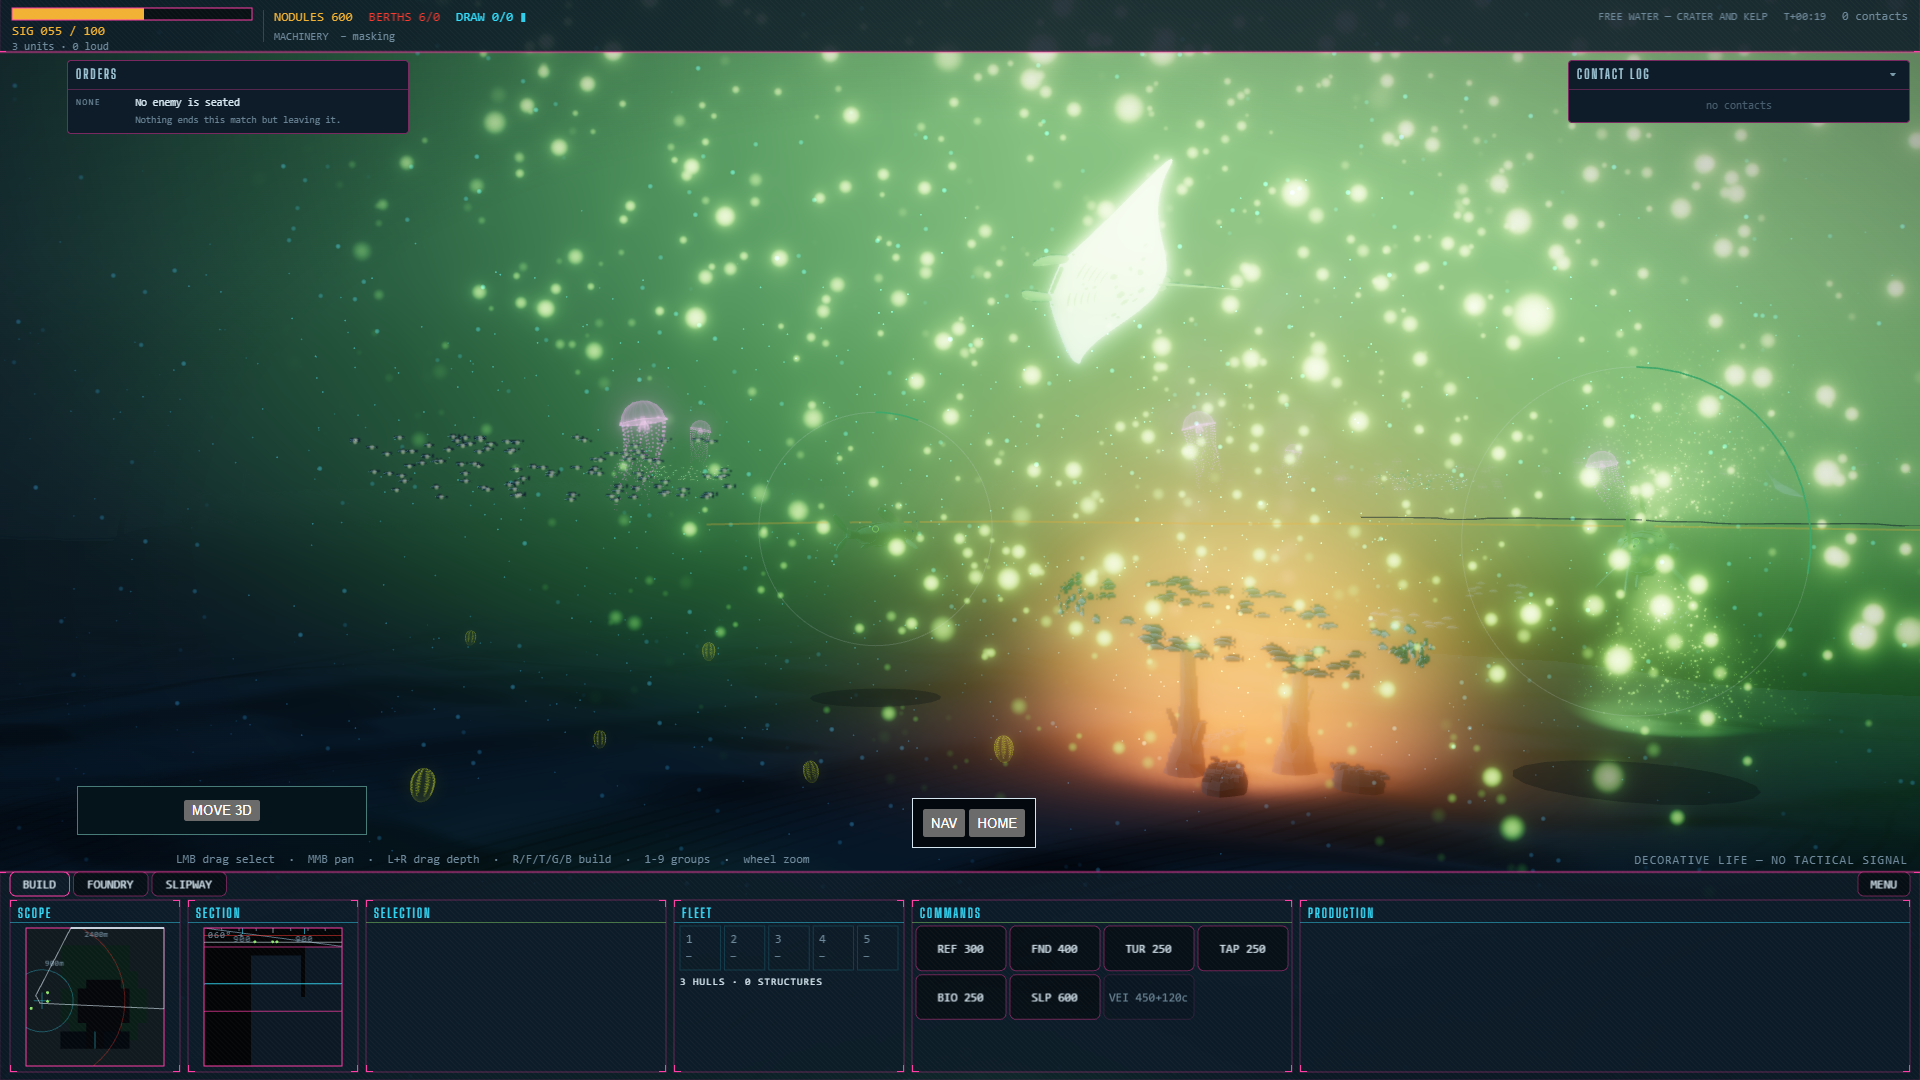 SIG 055 / 100
3 units · 0 loud
NODULES 600 BERTHS 6/0 DRAW 0/0
MACHINERY – masking
FREE WATER — CRATER AND KELP T+00:19 0 contacts
ORDERS
NONE No enemy is seated
Nothing ends this match but leaving it.
CONTACT LOG
no contacts
MOVE 3D
NAV HOME
LMB drag select · MMB pan · L+R drag depth · R/F/T/G/B build · 1-9 groups · wheel zoom
DECORATIVE LIFE — NO TACTICAL SIGNAL
BUILD FOUNDRY SLIPWAY
MENU
SCOPE
2400m
900m
SECTION
060°
900 900
SELECTION
FLEET
1 2 3 4 5
– – – – –
3 HULLS · 0 STRUCTURES
COMMANDS
REF 300 FND 400 TUR 250 TAP 250
BIO 250 SLP 600 VEI 450+120c
PRODUCTION